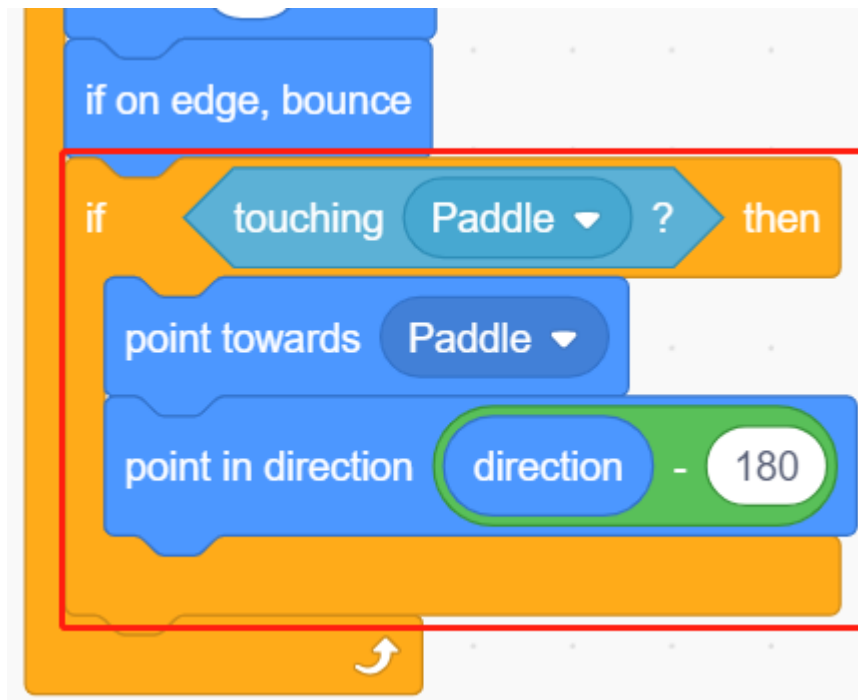 if on edge, bounce
if touching Paddle ? then
point towards Paddle
point in direction direction - 180